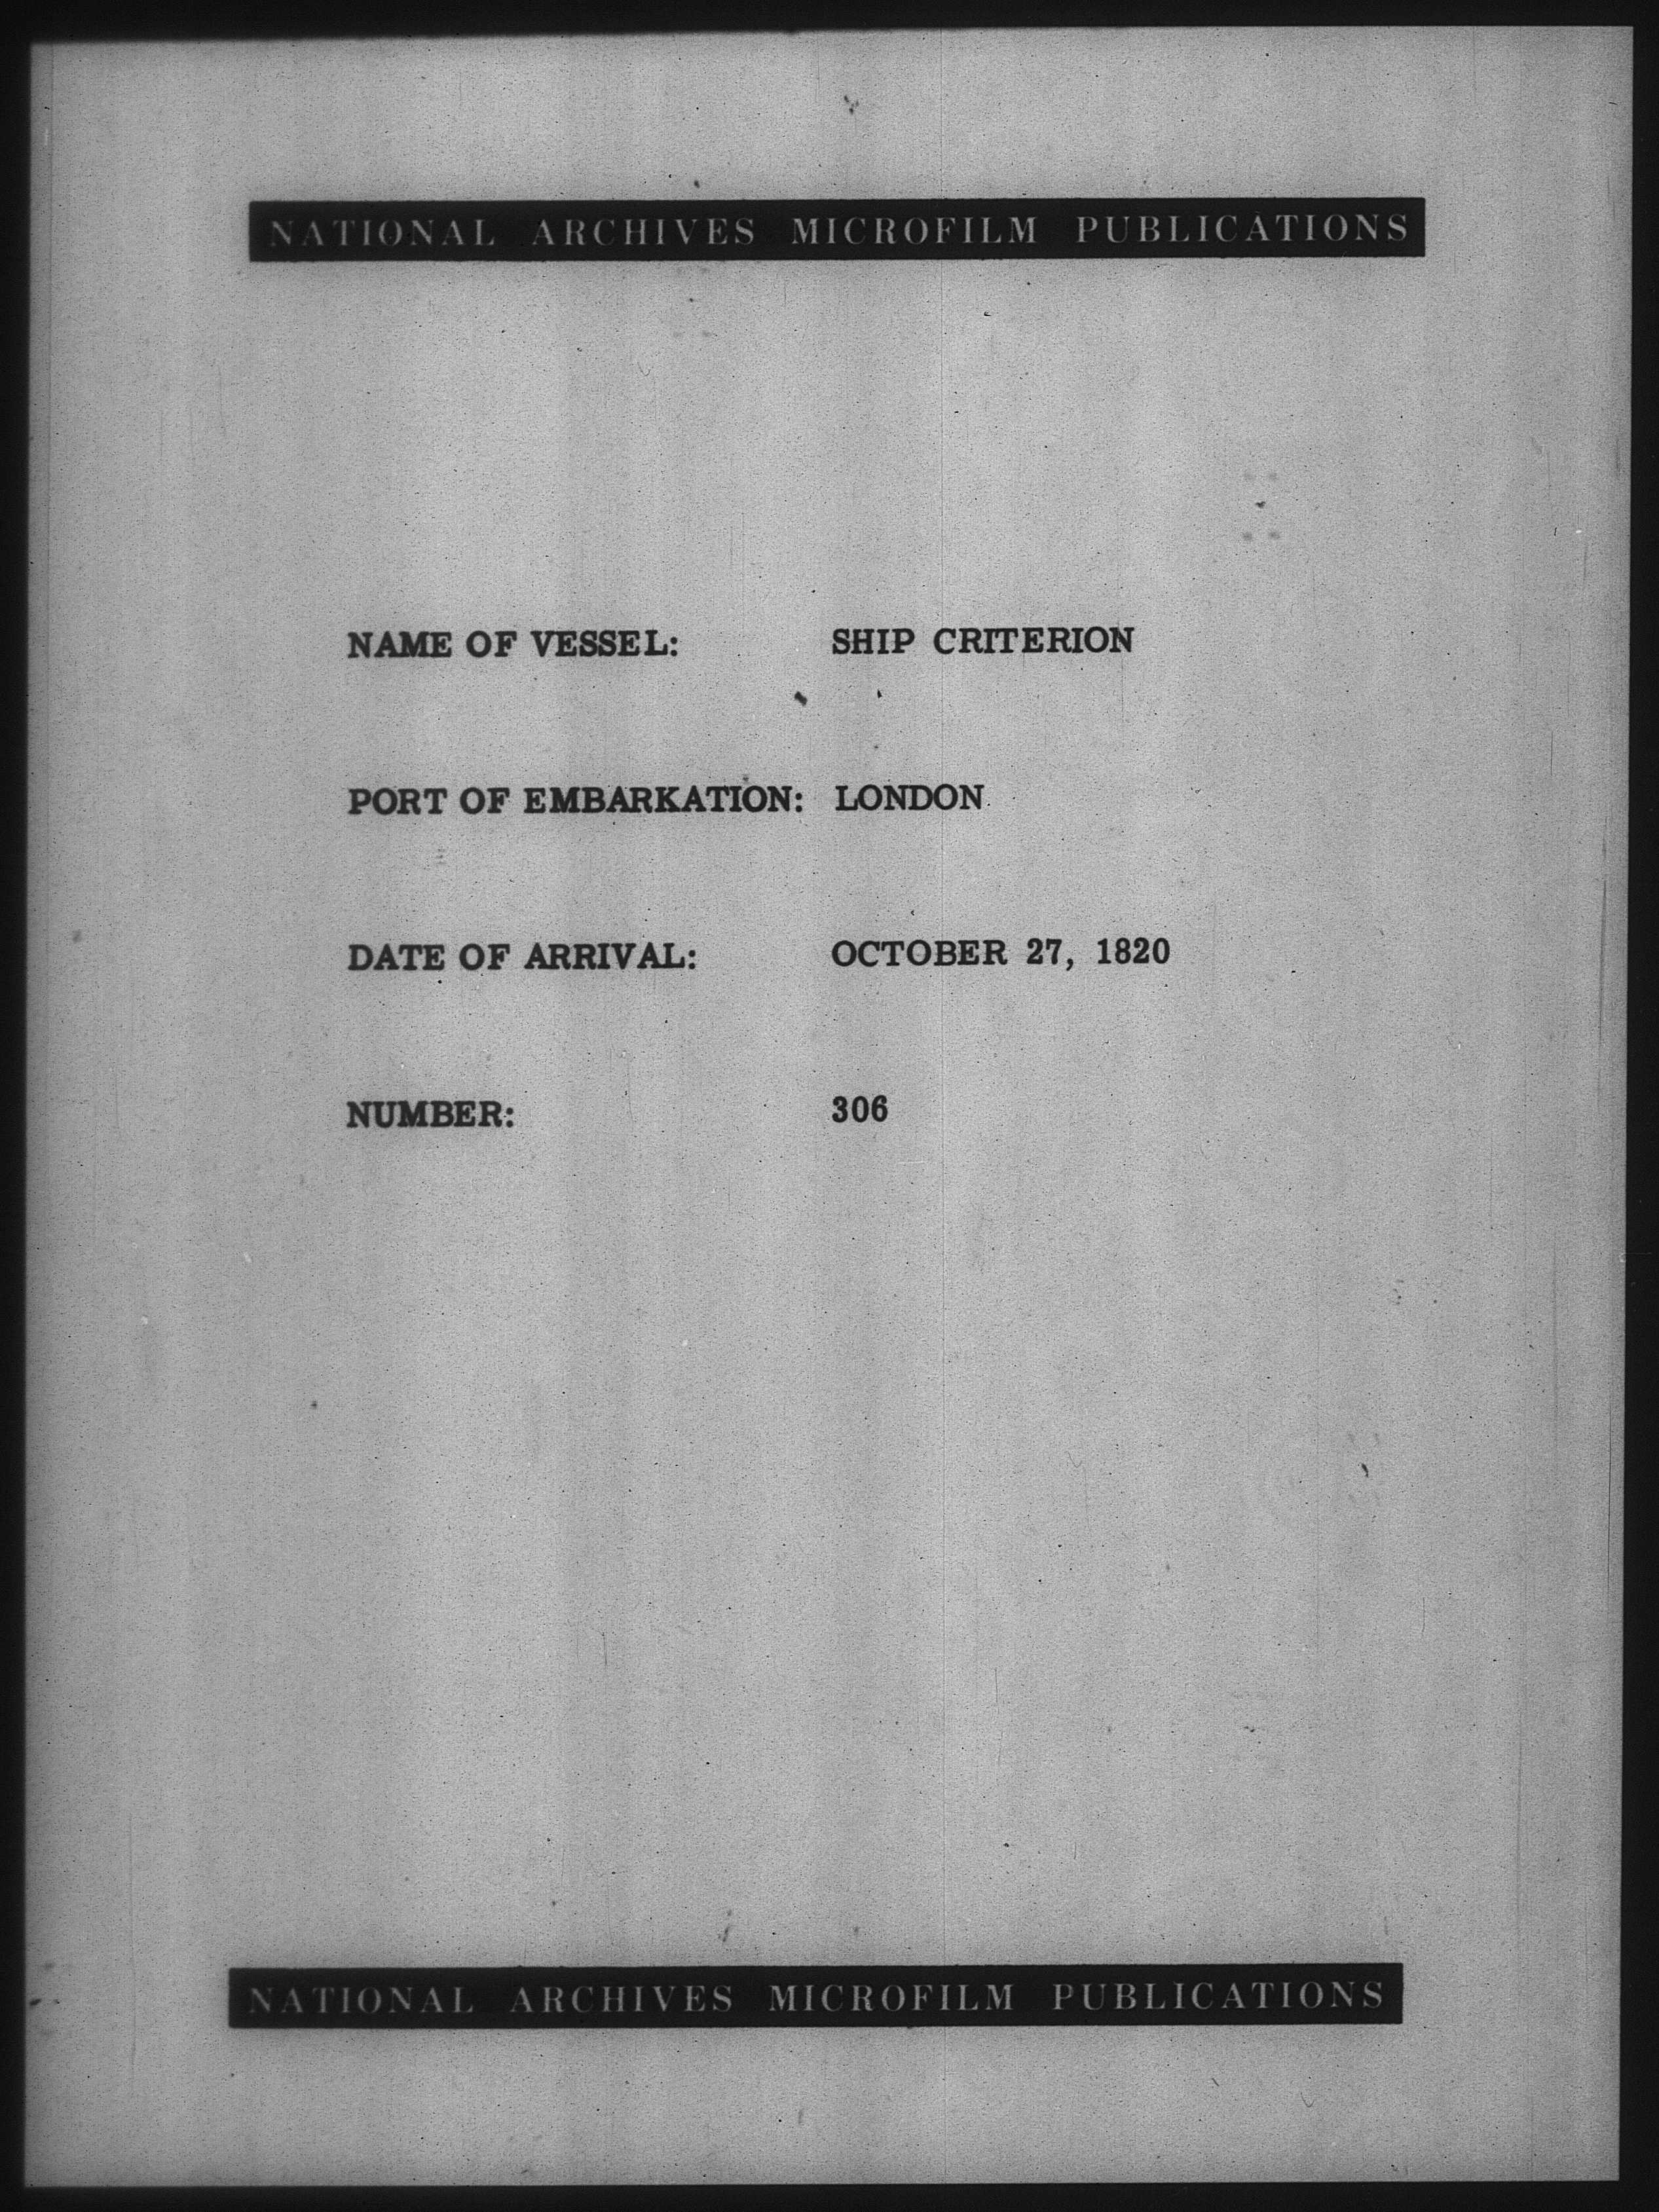 NATIONAL ARCHIVES MICROFILM PUBLICATIONS
NAME OF VESSEL: SHIP CRITERION
PORT OF EMBARKATION: LONDON
DATE OF ARRIVAL: OCTOBER 27, 1820
NUMBER: 306
NATIONAL ARCHIVES MICROFILM PUBLICATIONS